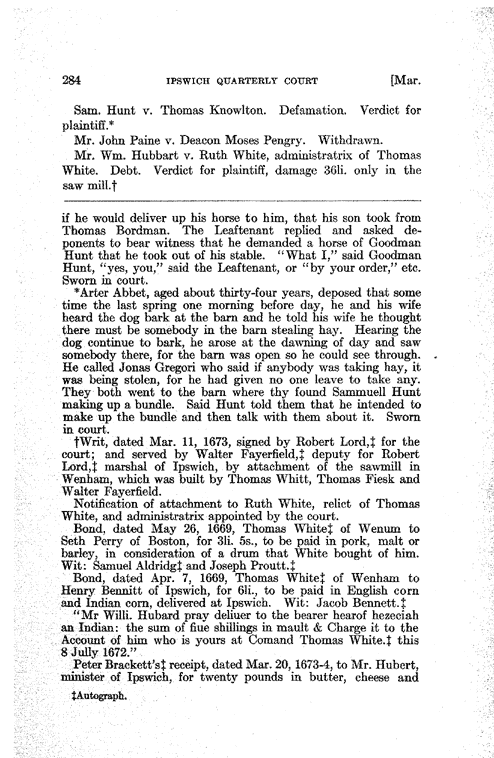 284 IPSWICH QUARTERLY COURT [Mar.
Sam. Hunt v. Thomas Knowlton. Defamation. Verdict for
plaintiff.*
Mr. John Paine v. Deacon Moses Pengry. Withdrawn.
Mr. Wm. Hubbart v. Ruth White, administratrix of Thomas
White. Debt. Verdict for plaintiff, damage 36li. only in the
saw mill.†
if he would deliver up his horse to him, that his son took from
Thomas Bordman. The Leaftenant replied and asked de-
ponents to bear witness that he demanded a horse of Goodman
Hunt that he took out of his stable. "What I," said Goodman
Hunt, "yes, you," said the Leaftenant, or "by your order," etc.
Sworn in court.
*Arter Abbet, aged about thirty-four years, deposed that some
time the last spring one morning before day, he and his wife
heard the dog bark at the barn and he told his wife he thought
there must be somebody in the barn stealing hay. Hearing the
dog continue to bark, he arose at the dawning of day and saw
somebody there, for the barn was open so he could see through.
He called Jonas Gregori who said if anybody was taking hay, it
was being stolen, for he had given no one leave to take any.
They both went to the barn where thy found Sammuell Hunt
making up a bundle. Said Hunt told them that he intended to
make up the bundle and then talk with them about it. Sworn
in court.
†Writ, dated Mar. 11, 1673, signed by Robert Lord,‡ for the
court; and served by Walter Fayerfield,‡ deputy for Robert
Lord,‡ marshal of Ipswich, by attachment of the sawmill in
Wenham, which was built by Thomas Whitt, Thomas Fiesk and
Walter Fayerfield.
Notification of attachment to Ruth White, relict of Thomas
White, and administratrix appointed by the court.
Bond, dated May 26, 1669, Thomas White‡ of Wenum to
Seth Perry of Boston, for 3li. 5s., to be paid in pork, malt or
barley, in consideration of a drum that White bought of him.
Wit: Samuel Aldridg‡ and Joseph Proutt.‡
Bond, dated Apr. 7, 1669, Thomas White‡ of Wenham to
Henry Bennitt of Ipswich, for 6li., to be paid in English corn
and Indian corn, delivered at Ipswich. Wit: Jacob Bennett.‡
"Mr Willi. Hubard pray deliuer to the bearer hearof hezeciah
an Indian: the sum of fiue shillings in mault & Charge it to the
Account of him who is yours at Comand Thomas White.‡ this
8 Jully 1672."
Peter Brackett's‡ receipt, dated Mar. 20, 1673-4, to Mr. Hubert,
minister of Ipswich, for twenty pounds in butter, cheese and
‡Autograph.